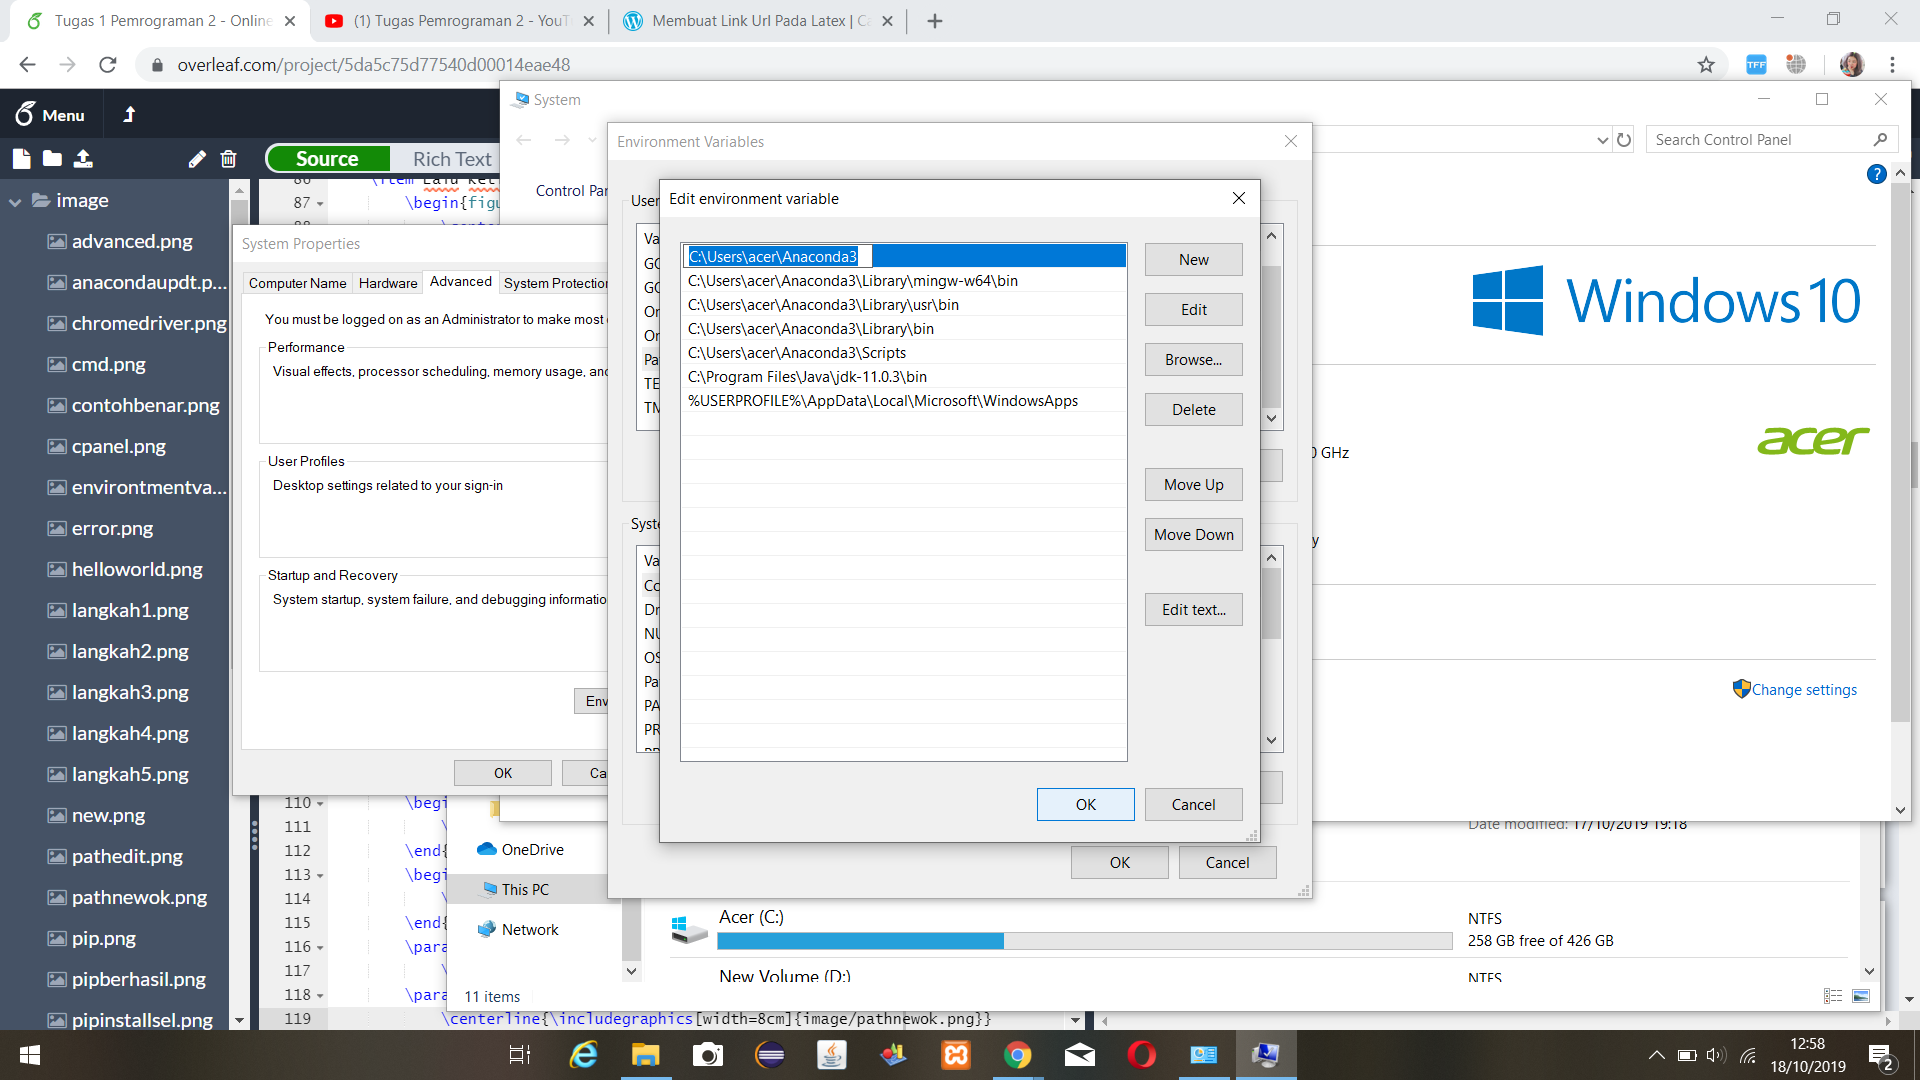 Tugas 1 Pemrograman 2 - Online
(1) Tugas Pemrograman 2 - YouT
Membuat Link Url Pada Latex | Ca
overleaf.com/project/5da5c75d77540d00014eae48
TFF
Menu
Source
Rich Text
image
advanced.png
anacondaupdt.p...
chromedriver.png
cmd.png
contohbenar.png
cpanel.png
environtmentva...
error.png
helloworld.png
langkah1.png
langkah2.png
langkah3.png
langkah4.png
langkah5.png
new.png
pathedit.png
pathnewok.png
pip.png
pipberhasil.png
pipinstallsel.png
86 \item Lalu
87 \begin{figu
88
110 \begi
111 \
112 \end{
113 \begi
114 \
115 \end{
116 \para
117 \
118 \para
119 \centerline{\includegraphics[width=8cm]{image/pathnewok.png}}
System
Control Pan
Search Control Panel
?
Windows 10
acer
0 GHz
y
Change settings
System Properties
Computer Name
Hardware
Advanced
System Protection
You must be logged on as an Administrator to make most
Performance
Visual effects, processor scheduling, memory usage, and
User Profiles
Desktop settings related to your sign-in
Startup and Recovery
System startup, system failure, and debugging informatio
Env
OK
Ca
Environment Variables
User
Va
GC
GC
On
On
Pa
TE
TM
Syste
Va
Co
Dr
NU
OS
Pa
PA
PR
OK
Cancel
Edit environment variable
C:\Users\acer\Anaconda3
C:\Users\acer\Anaconda3\Library\mingw-w64\bin
C:\Users\acer\Anaconda3\Library\usr\bin
C:\Users\acer\Anaconda3\Library\bin
C:\Users\acer\Anaconda3\Scripts
C:\Program Files\Java\jdk-11.0.3\bin
%USERPROFILE%\AppData\Local\Microsoft\WindowsApps
New
Edit
Browse...
Delete
Move Up
Move Down
Edit text...
OK
Cancel
Date modified: 17/10/2019 19:18
OneDrive
This PC
Network
Acer (C:)
NTFS
258 GB free of 426 GB
New Volume (D:)
NTFS
11 items
12:58
18/10/2019
2